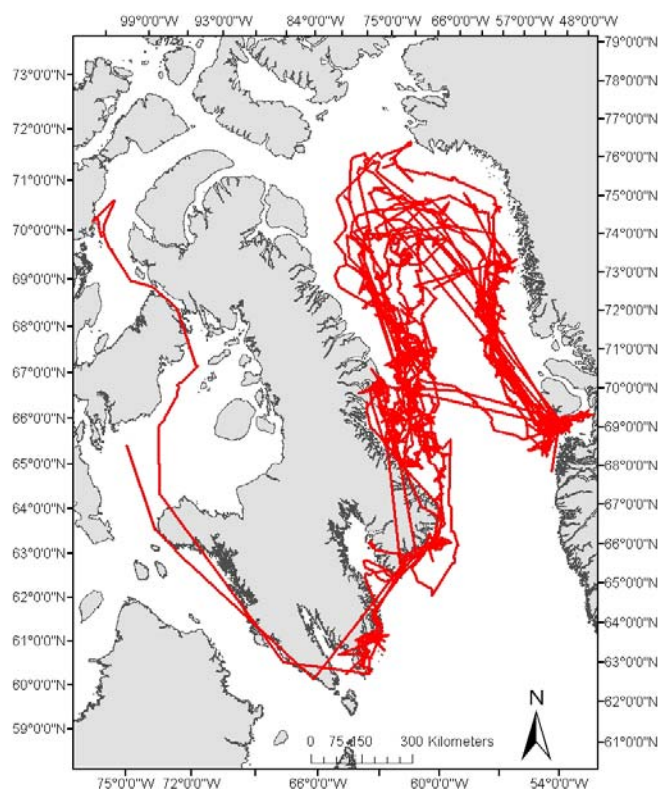 99°0'0"W 93°0'0"W 84°0'0"W 75°0'0"W 66°0'0"W 57°0'0"W 48°0'0"W
79°0'0"N
73°0'0"N
78°0'0"N
77°0'0"N
72°0'0"N
76°0'0"N
71°0'0"N
75°0'0"N
70°0'0"N
74°0'0"N
69°0'0"N
73°0'0"N
68°0'0"N
72°0'0"N
67°0'0"N
71°0'0"N
70°0'0"N
66°0'0"N
69°0'0"N
65°0'0"N
68°0'0"N
64°0'0"N
67°0'0"N
63°0'0"N
66°0'0"N
62°0'0"N
65°0'0"N
61°0'0"N
64°0'0"N
60°0'0"N
63°0'0"N
62°0'0"N
N
59°0'0"N
0 75 150 300 Kilometers
61°0'0"N
75°0'0"W 72°0'0"W 68°0'0"W 64°0'0"W 60°0'0"W 54°0'0"W